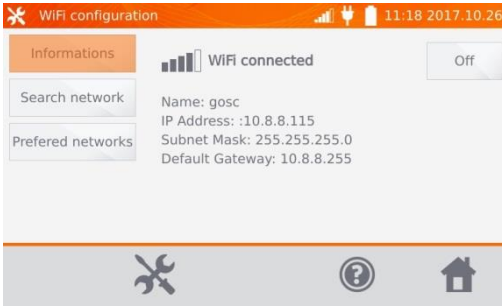 WiFi configuration
11:18 2017.10.26
Informations
WiFi connected
Off
Search network
Prefered networks
Name: gosc
IP Address: :10.8.8.115
Subnet Mask: 255.255.255.0
Default Gateway: 10.8.8.255
?